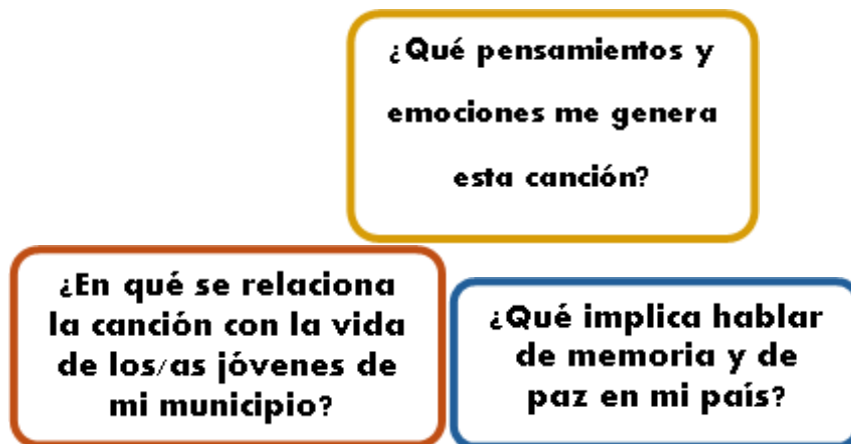 ¿Qué pensamientos y
emociones me genera
esta canción?
¿En qué se relaciona
la canción con la vida
de los/as jóvenes de
mi municipio?
¿Qué implica hablar
de memoria y de
paz en mi país?